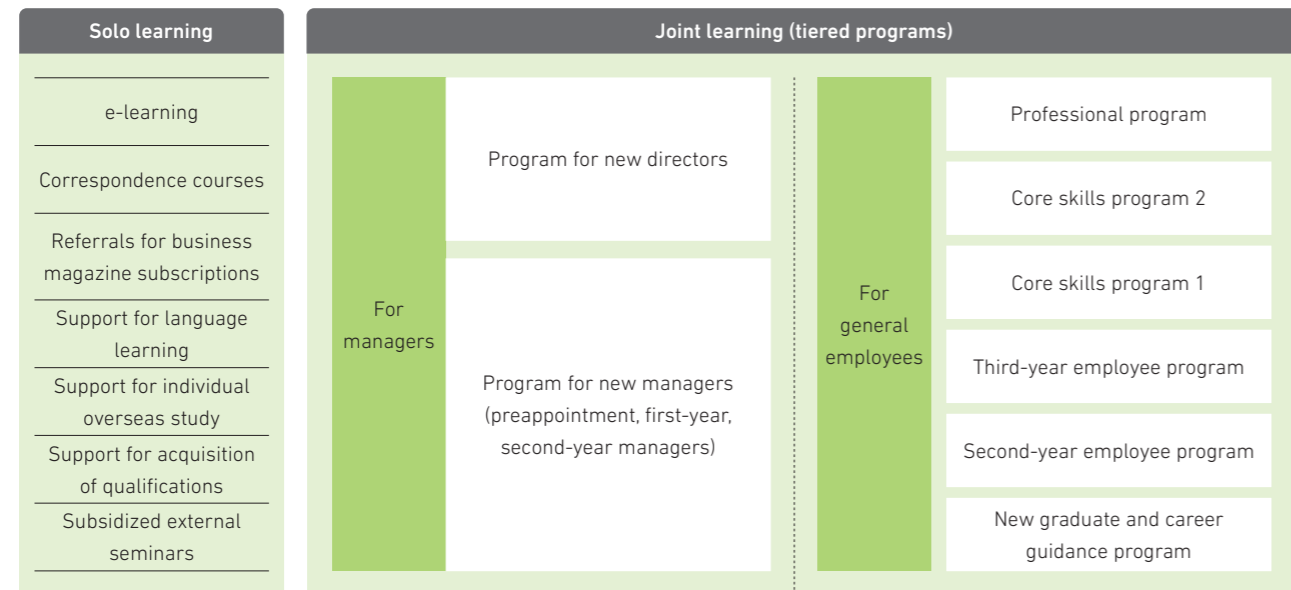 Solo learning
e-learning
Correspondence courses
Referrals for business
magazine subscriptions
Support for language
learning
Support for individual
overseas study
Support for acquisition
of qualifications
Subsidized external
seminars
Joint learning (tiered programs)
For
managers
Program for new directors
Program for new managers
(preappointment, first-year,
second-year managers)
For
general
employees
Professional program
Core skills program 2
Core skills program 1
Third-year employee program
Second-year employee program
New graduate and career
guidance program